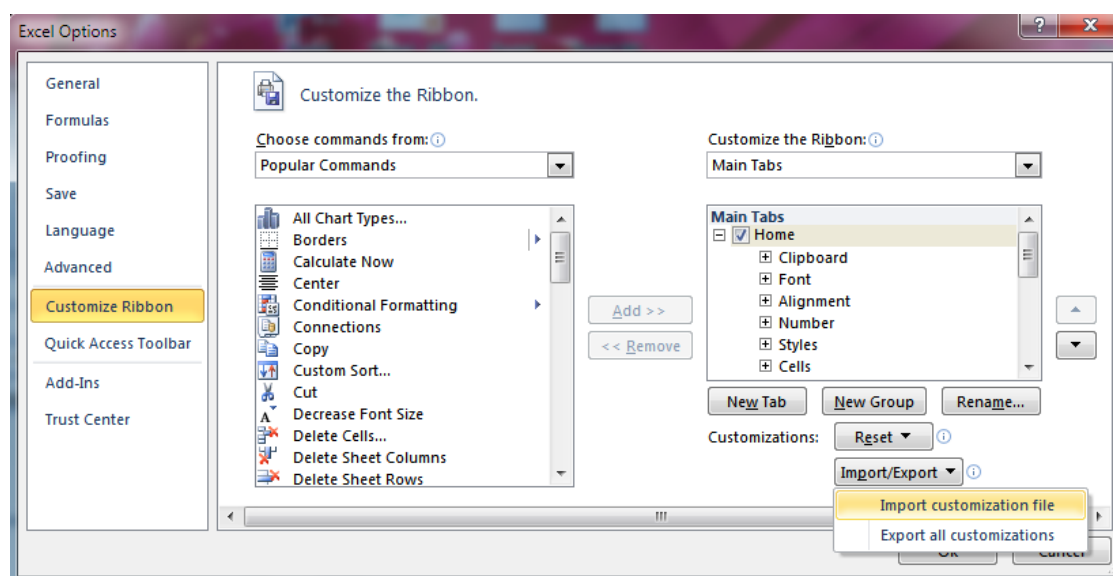 Excel Options
?
X
General
Formulas
Proofing
Save
Language
Advanced
Customize Ribbon
Quick Access Toolbar
Add-Ins
Trust Center
Customize the Ribbon.
Choose commands from:
Popular Commands
All Chart Types...
Borders
Calculate Now
Center
Conditional Formatting
Connections
Copy
Custom Sort...
Cut
Decrease Font Size
Delete Cells...
Delete Sheet Columns
Delete Sheet Rows
Add >>
<< Remove
Customize the Ribbon:
Main Tabs
Main Tabs
Home
Clipboard
Font
Alignment
Number
Styles
Cells
New Tab New Group Rename...
Customizations: Reset
Import/Export
Import customization file
Export all customizations
OK Cancel